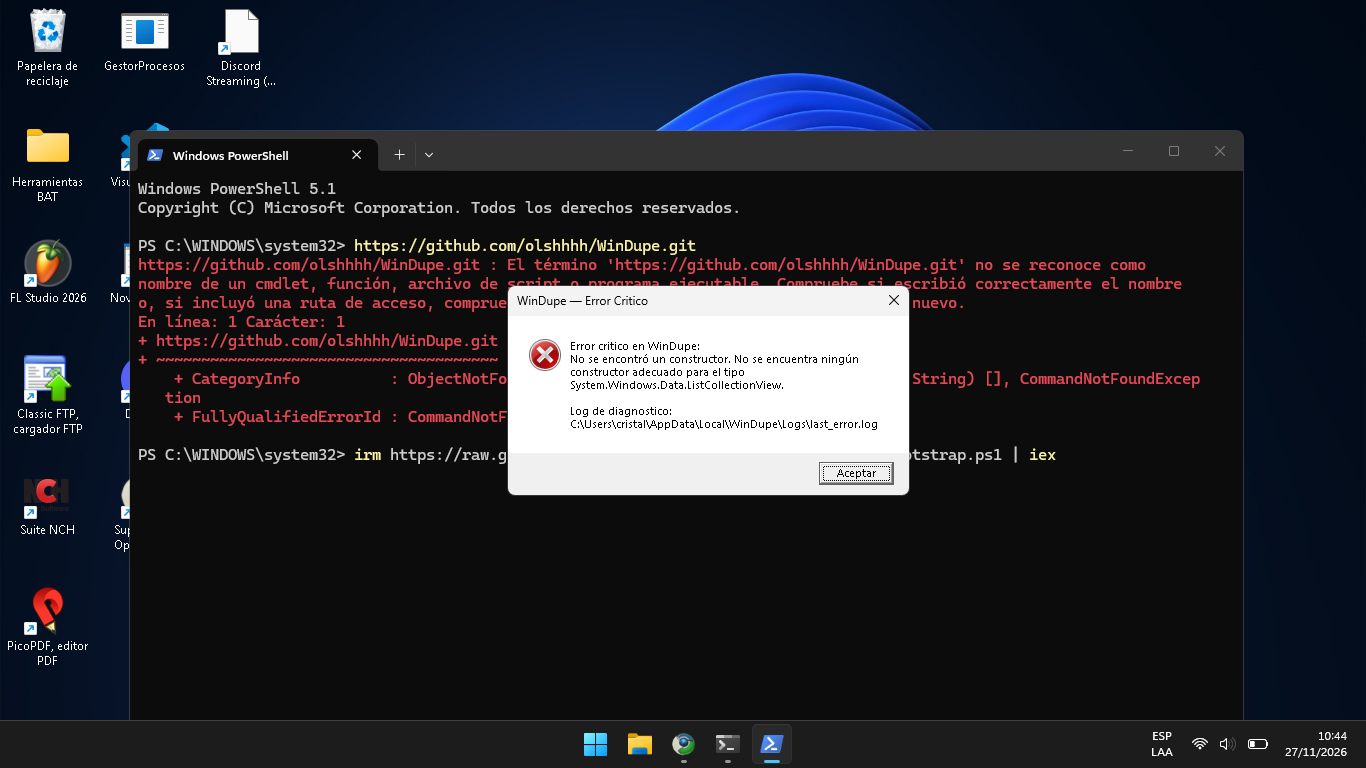 Papelera de
reciclaje
GestorProcesos
Discord
Streaming (...
Herramientas
BAT
FL Studio 2026
Classic FTP,
cargador FTP
Suite NCH
PicoPDF, editor
PDF
Windows PowerShell
Windows PowerShell 5.1
Copyright (C) Microsoft Corporation. Todos los derechos reservados.
PS C:\WINDOWS\system32> https://github.com/olshhhh/WinDupe.git
https://github.com/olshhhh/WinDupe.git : El término 'https://github.com/olshhhh/WinDupe.git' no se reconoce como
nombre de un cmdlet, función, archivo de script o programa ejecutable. Compruebe si escribió correctamente el nombre
o, si incluyó una ruta de acceso, nuevo.
En línea: 1 Carácter: 1
+ https://github.com/olshhhh/WinDupe.git
+ ~~~~~~~~~~~~~~~~~~~~~~~~~~~~~~~~~~~~~~
+ CategoryInfo : String) [], CommandNotFoundExcep
tion
+ FullyQualifiedErrorId :
PS C:\WINDOWS\system32> irm https://raw.g otstrap.ps1 | iex
WinDupe — Error Critico
Error critico en WinDupe:
No se encontró un constructor. No se encuentra ningún
constructor adecuado para el tipo
System.Windows.Data.ListCollectionView.
Log de diagnostico:
C:\Users\cristal\AppData\Local\WinDupe\Logs\last_error.log
Aceptar
ESP
LAA
10:44
27/11/2026